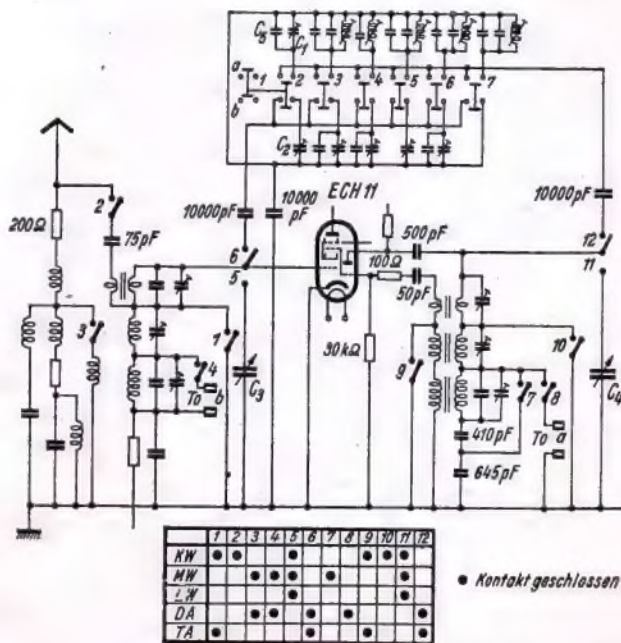 C5 C1
a 1 2 3 4 5 6 7
b
C2
ECH 11
200Ω 2 75pF 10000pF 10000 pF 500pF 10000pF
6 100Ω 12
5 50pF 11
3 1 4 C3 30kΩ 9 10 C4
To b 7 8
410pF To a
645pF
1 2 3 4 5 6 7 8 9 10 11 12
KW ● ● ● ● ● ●
MW ● ● ● ● ●
LW ● ●
DA ● ● ● ● ●
TA ● ● ● ●
● Kontakt geschlossen